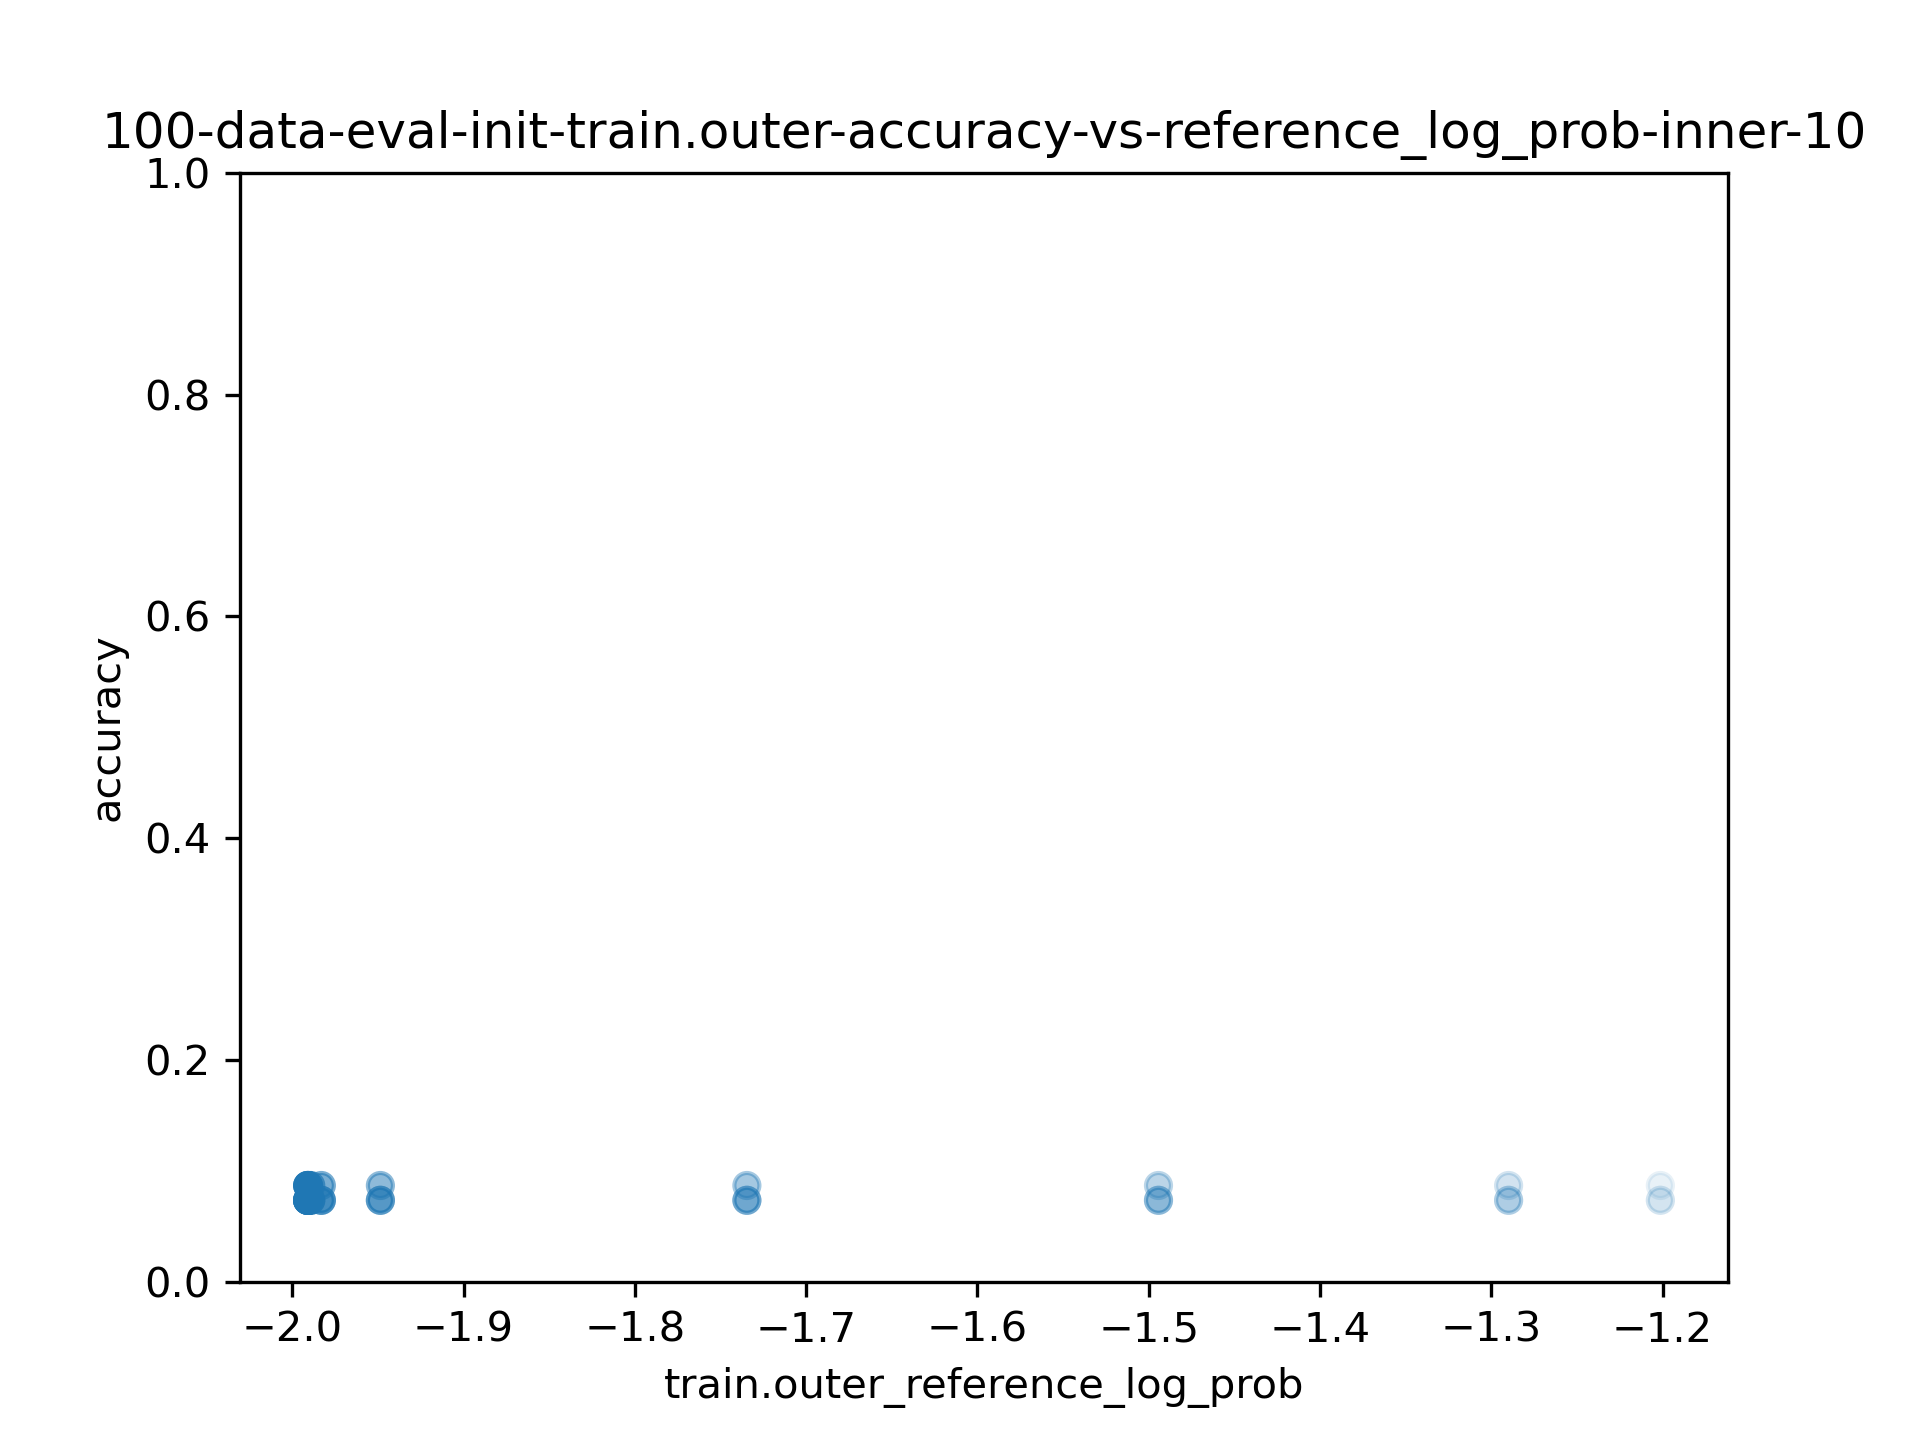 100-data-eval-init-train.outer-accuracy-vs-reference_log_prob-inner-10
1.0
0.8
0.6
0.4
0.2
0.0
accuracy
−2.0 −1.9 −1.8 −1.7 −1.6 −1.5 −1.4 −1.3 −1.2
train.outer_reference_log_prob